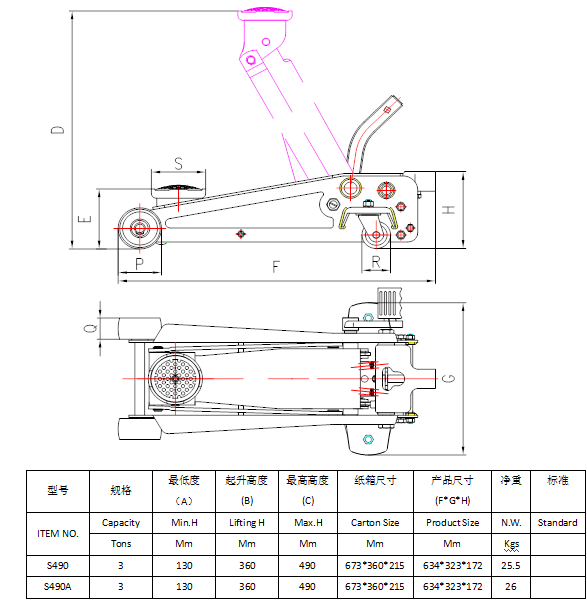 D
S
E
H
P
F
R
Q
G
型号 规格 最低度 起升高度 最高高度 纸箱尺寸 产品尺寸 净重 标准
（A） (B) (C) (F*G*H)
ITEM NO. Capacity Min.H Lifting H Max.H Carton Size Product Size N.W. Standard
Tons Mm Mm Mm Mm Mm Kgs
S490 3 130 360 490 673*360*215 634*323*172 25.5
S490A 3 130 360 490 673*360*215 634*323*172 26